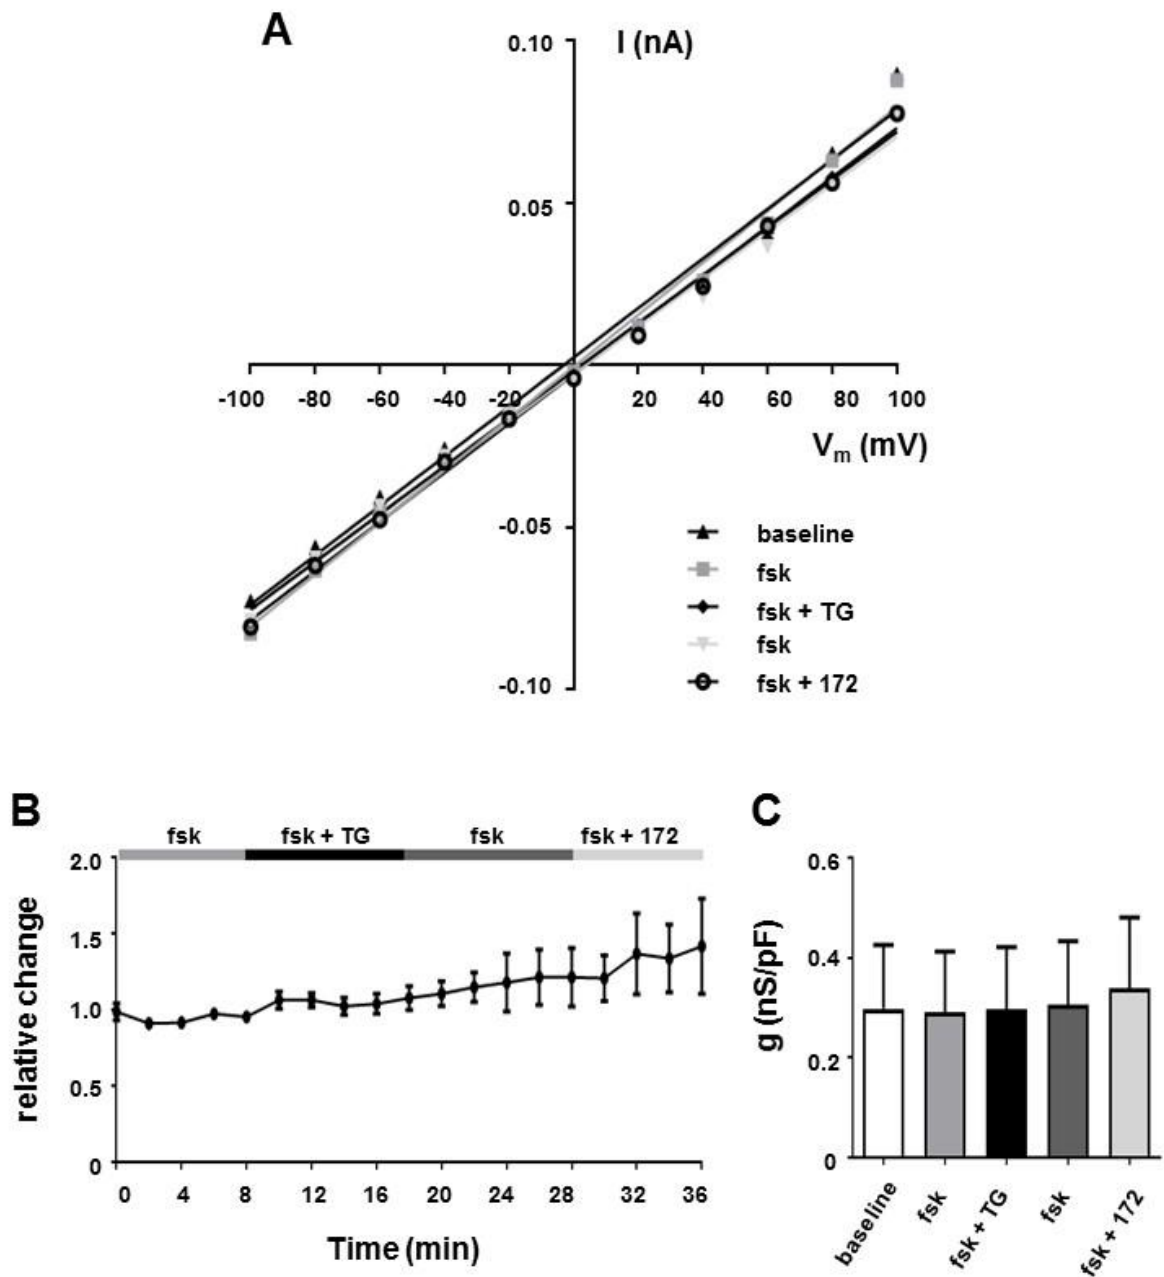 A
I (nA)
0.10
0.05
-100 -80 -60 -40 -20 20 40 60 80 100
Vm (mV)
-0.05
-0.10
baseline
fsk
fsk + TG
fsk
fsk + 172
B
fsk fsk + TG fsk fsk + 172
relative change
2.0
1.5
1.0
0.5
0
0 4 8 12 16 20 24 28 32 36
Time (min)
C
g (nS/pF)
0.6
0.4
0.2
0
baseline
fsk
fsk + TG
fsk
fsk + 172